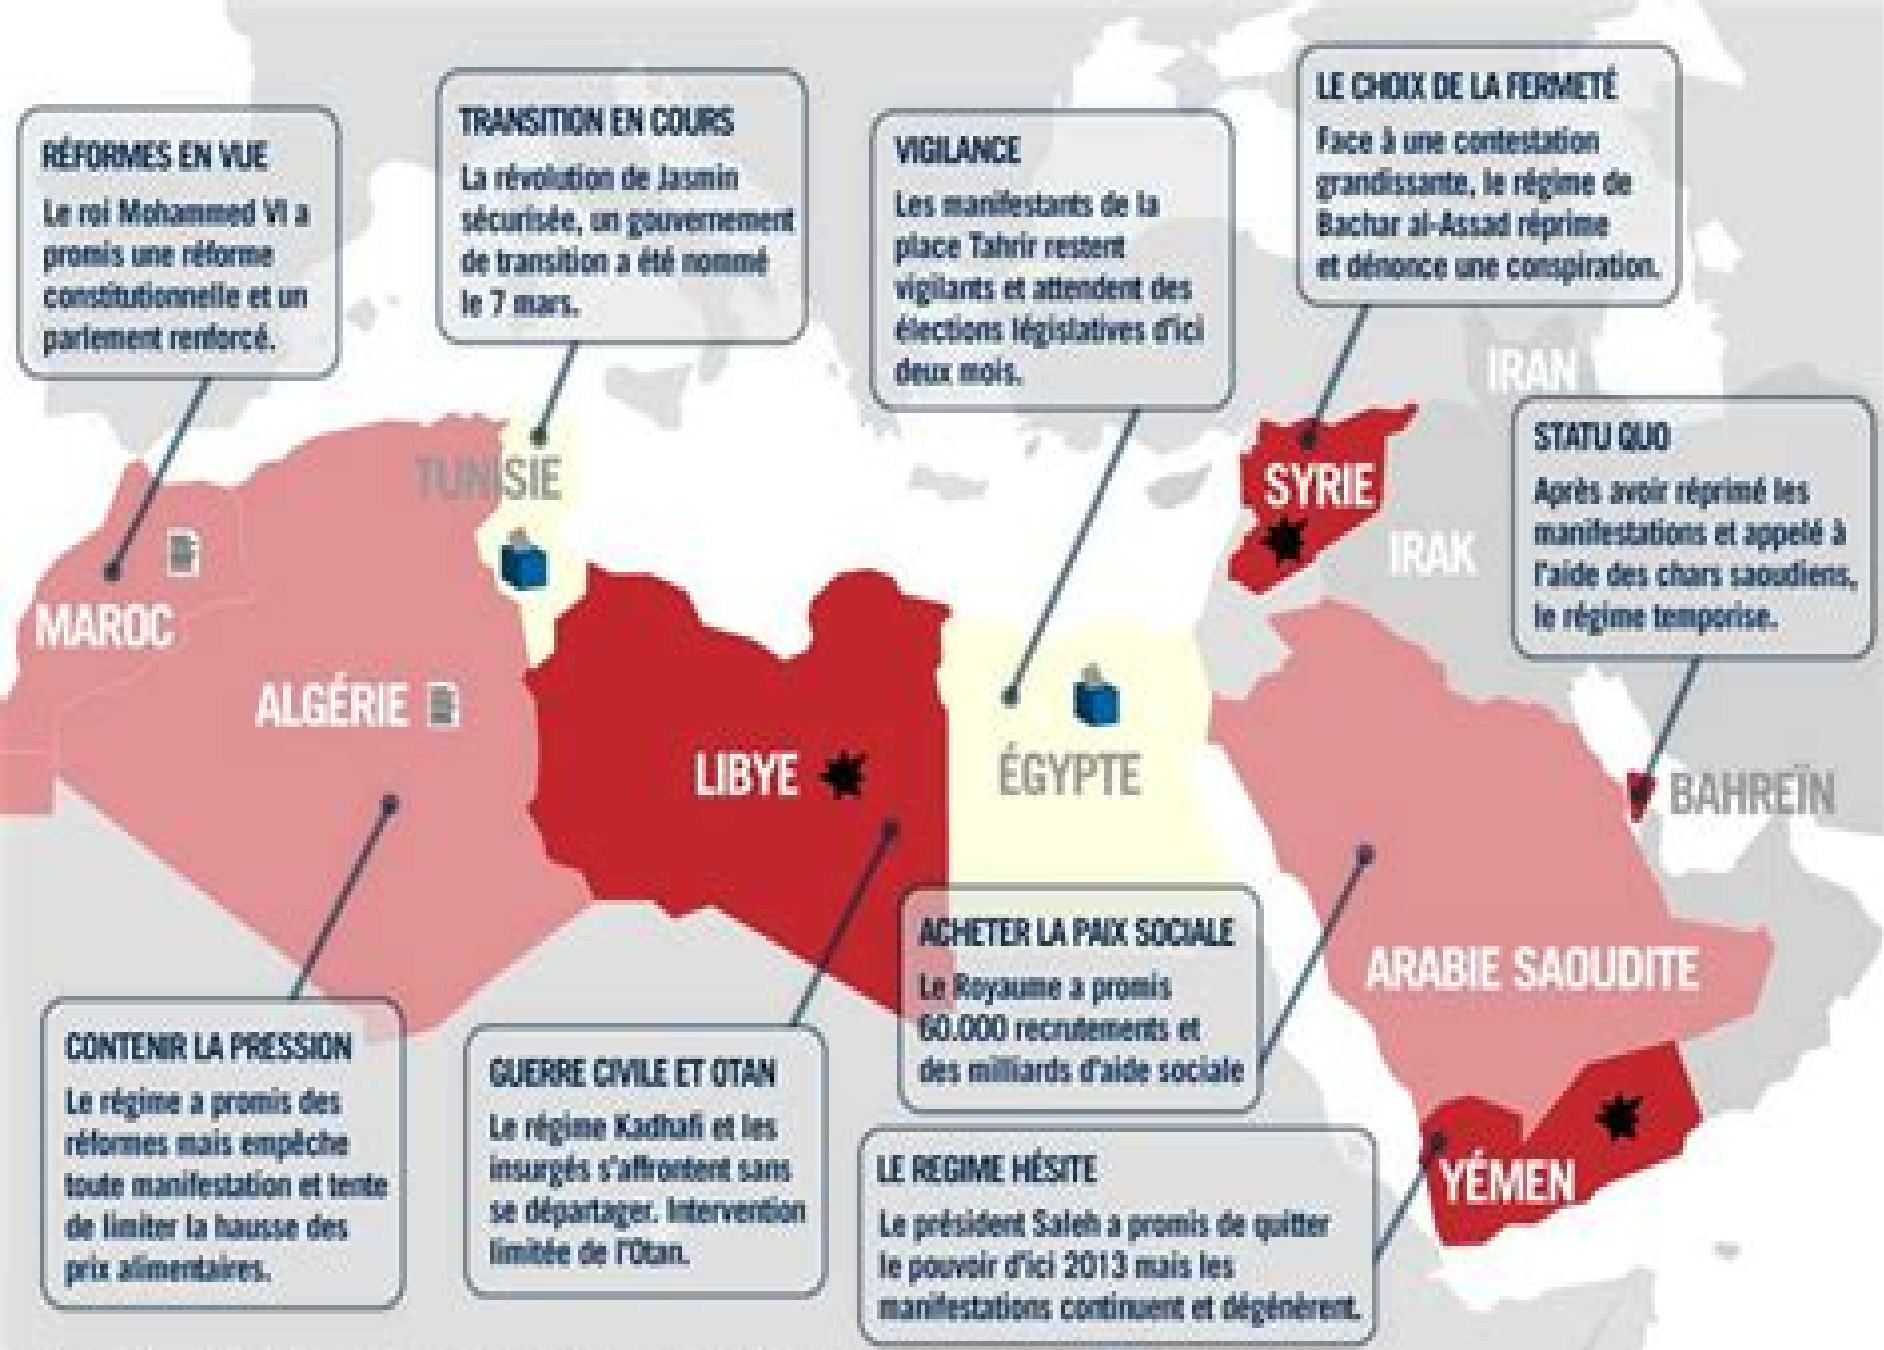 RÉFORMES EN VUE
Le roi Mohammed VI a
promis une réforme
constitutionnelle et un
parlement renforcé.
TRANSITION EN COURS
La révolution de Jasmin
sécurisée, un gouvernement
de transition a été nommé
le 7 mars.
VIGILANCE
Les manifestants de la
place Tahrir restent
vigilants et attendent des
élections législatives d'ici
deux mois.
LE CHOIX DE LA FERMETÉ
Face à une contestation
grandissante, le régime de
Bachar al-Assad réprime
et dénonce une conspiration.
IRAN
STATU QUO
Après avoir réprimé les
manifestations et appelé à
l'aide des chars saoudiens,
le régime temporise.
TUNISIE
SYRIE
IRAK
MAROC
ALGÉRIE
LIBYE
ÉGYPTE
BAHREÏN
ARABIE SAOUDITE
YÉMEN
ACHETER LA PAIX SOCIALE
Le Royaume a promis
60.000 recrutements et
des milliards d'aide sociale
CONTENIR LA PRESSION
Le régime a promis des
réformes mais empêche
toute manifestation et tente
de limiter la hausse des
prix alimentaires.
GUERRE CIVILE ET OTAN
Le régime Kadhafi et les
insurgés s'affrontent sans
se départager. Intervention
limitée de l'Otan.
LE REGIME HÉSITE
Le président Saleh a promis de quitter
le pouvoir d'ici 2013 mais les
manifestations continuent et dégénèrent.